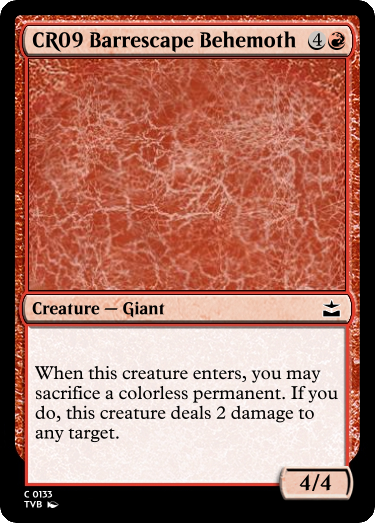 CR09 Barrescape Behemoth 4
Creature — Giant
When this creature enters, you may
sacrifice a colorless permanent. If you
do, this creature deals 2 damage to
any target.
4/4
C 0133
TVB